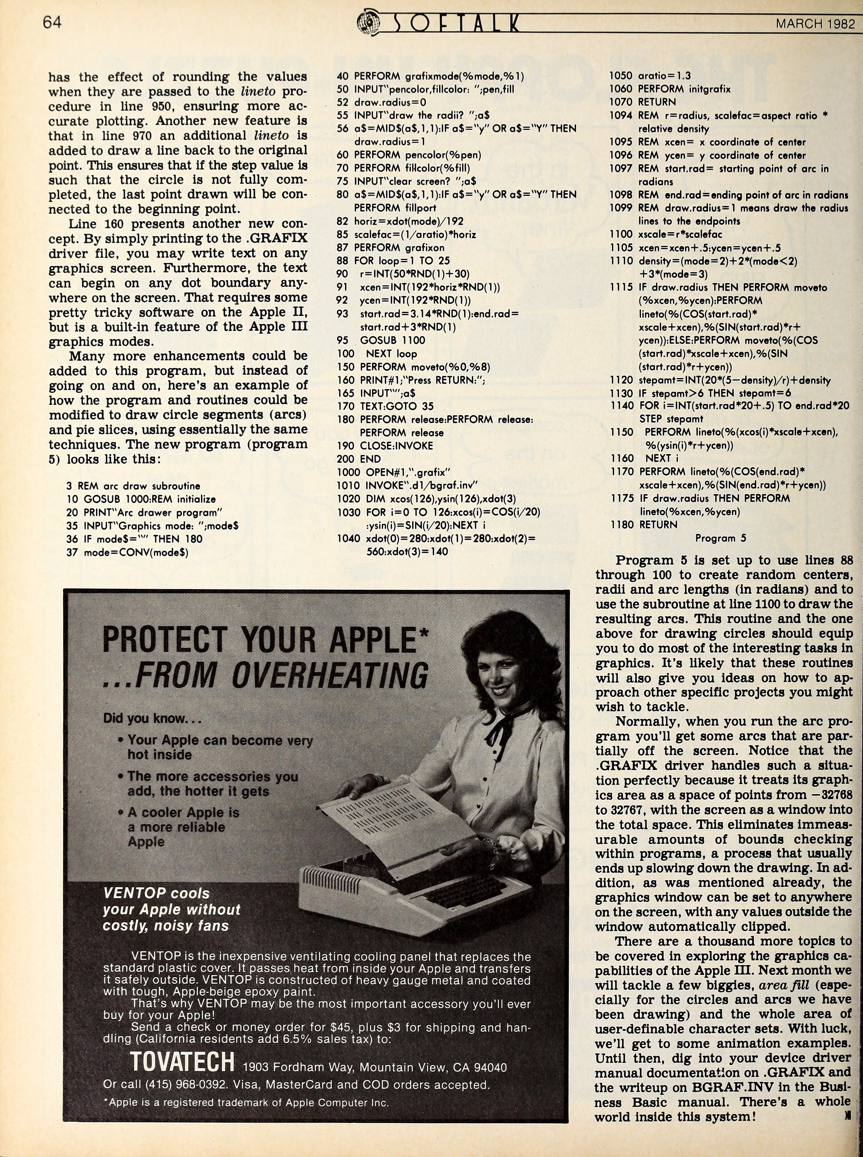 64
SOFTALK
MARCH 1982
has the effect of rounding the values
when they are passed to the lineto pro-
cedure in line 950, ensuring more ac-
curate plotting. Another new feature is
that in line 970 an additional lineto is
added to draw a line back to the original
point. This ensures that if the step value is
such that the circle is not fully com-
pleted, the last point drawn will be con-
nected to the beginning point.
Line 160 presents another new con-
cept. By simply printing to the .GRAFIX
driver file, you may write text on any
graphics screen. Furthermore, the text
can begin on any dot boundary any-
where on the screen. That requires some
pretty tricky software on the Apple II,
but is a built-in feature of the Apple III
graphics modes.
Many more enhancements could be
added to this program, but instead of
going on and on, here's an example of
how the program and routines could be
modified to draw circle segments (arcs)
and pie slices, using essentially the same
techniques. The new program (program
5) looks like this:
3 REM arc draw subroutine
10 GOSUB 1000:REM initialize
20 PRINT"Arc drawer program"
35 INPUT"Graphics mode: ";mode$
36 IF mode$="" THEN 180
37 mode=CONV(mode$)
40 PERFORM grafixmode(%mode,%1)
50 INPUT"pencolor,fillcolor: ";pen,fill
52 draw.radius=0
55 INPUT"draw the radii? ";a$
56 a$=MID$(a$,1,1):IF a$="y" OR a$="Y" THEN
draw.radius=1
60 PERFORM pencolor(%pen)
70 PERFORM fillcolor(%fill)
75 INPUT"clear screen? ";a$
80 a$=MID$(a$,1,1):IF a$="y" OR a$="Y" THEN
PERFORM fillport
82 horiz=xdot(mode)/192
85 scalefac=(1/aratio)*horiz
87 PERFORM grafixon
88 FOR loop=1 TO 25
90 r=INT(50*RND(1)+30)
91 xcen=INT(192*horiz*RND(1))
92 ycen=INT(192*RND(1))
93 start.rad=3.14*RND(1):end.rad=
start.rad+3*RND(1)
95 GOSUB 1100
100 NEXT loop
150 PERFORM moveto(%0,%8)
160 PRINT#1;"Press RETURN:";
165 INPUT"";a$
170 TEXT:GOTO 35
180 PERFORM release:PERFORM release:
PERFORM release
190 CLOSE:INVOKE
200 END
1000 OPEN#1,".grafix"
1010 INVOKE".d1/bgraf.inv"
1020 DIM xcos(126),ysin(126),xdot(3)
1030 FOR i=0 TO 126:xcos(i)=COS(i/20)
:ysin(i)=SIN(i/20):NEXT i
1040 xdot(0)=280:xdot(1)=280:xdot(2)=
560:xdot(3)=140
1050 aratio=1.3
1060 PERFORM initgrafix
1070 RETURN
1094 REM r=radius, scalefac=aspect ratio *
relative density
1095 REM xcen= x coordinate of center
1096 REM ycen= y coordinate of center
1097 REM start.rad= starting point of arc in
radians
1098 REM end.rad=ending point of arc in radians
1099 REM draw.radius=1 means draw the radius
lines to the endpoints
1100 xscale=r*scalefac
1105 xcen=xcen+.5:ycen=ycen+.5
1110 density=(mode=2)+2*(mode<2)
+3*(mode=3)
1115 IF draw.radius THEN PERFORM moveto
(%xcen,%ycen):PERFORM
lineto(%(COS(start.rad)*
xscale+xcen),%(SIN(start.rad)*r+
ycen)):ELSE:PERFORM moveto(%(COS
(start.rad)*xscale+xcen),%(SIN
(start.rad)*r+ycen))
1120 stepamt=INT(20*(5-density)/r)+density
1130 IF stepamt>6 THEN stepamt=6
1140 FOR i=INT(start.rad*20+.5) TO end.rad*20
STEP stepamt
1150 PERFORM lineto(%(xcos(i)*xscale+xcen),
%(ysin(i)*r+ycen))
1160 NEXT i
1170 PERFORM lineto(%(COS(end.rad)*
xscale+xcen),%(SIN(end.rad)*r+ycen))
1175 IF draw.radius THEN PERFORM
lineto(%xcen,%ycen)
1180 RETURN
Program 5
Program 5 is set up to use lines 88
through 100 to create random centers,
radii and arc lengths (in radians) and to
use the subroutine at line 1100 to draw the
resulting arcs. This routine and the one
above for drawing circles should equip
you to do most of the interesting tasks in
graphics. It's likely that these routines
will also give you ideas on how to ap-
proach other specific projects you might
wish to tackle.
Normally, when you run the arc pro-
gram you'll get some arcs that are par-
tially off the screen. Notice that the
.GRAFIX driver handles such a situa-
tion perfectly because it treats its graph-
ics area as a space of points from -32768
to 32767, with the screen as a window into
the total space. This eliminates immeas-
urable amounts of bounds checking
within programs, a process that usually
ends up slowing down the drawing. In ad-
dition, as was mentioned already, the
graphics window can be set to anywhere
on the screen, with any values outside the
window automatically clipped.
There are a thousand more topics to
be covered in exploring the graphics ca-
pabilities of the Apple III. Next month we
will tackle a few biggies, area fill (espe-
cially for the circles and arcs we have
been drawing) and the whole area of
user-definable character sets. With luck,
we'll get to some animation examples.
Until then, dig into your device driver
manual documentation on .GRAFIX and
the writeup on BGRAF.INV in the Busi-
ness Basic manual. There's a whole
world inside this system!
PROTECT YOUR APPLE*
...FROM OVERHEATING
Did you know...
• Your Apple can become very
hot inside
• The more accessories you
add, the hotter it gets
• A cooler Apple is
a more reliable
Apple
VENTOP cools
your Apple without
costly, noisy fans
VENTOP is the inexpensive ventilating cooling panel that replaces the
standard plastic cover. It passes heat from inside your Apple and transfers
it safely outside. VENTOP is constructed of heavy gauge metal and coated
with tough, Apple-beige epoxy paint.
That's why VENTOP may be the most important accessory you'll ever
buy for your Apple!
Send a check or money order for $45, plus $3 for shipping and han-
dling (California residents add 6.5% sales tax) to:
TOVATECH 1903 Fordham Way, Mountain View, CA 94040
Or call (415) 968-0392. Visa, MasterCard and COD orders accepted.
*Apple is a registered trademark of Apple Computer Inc.